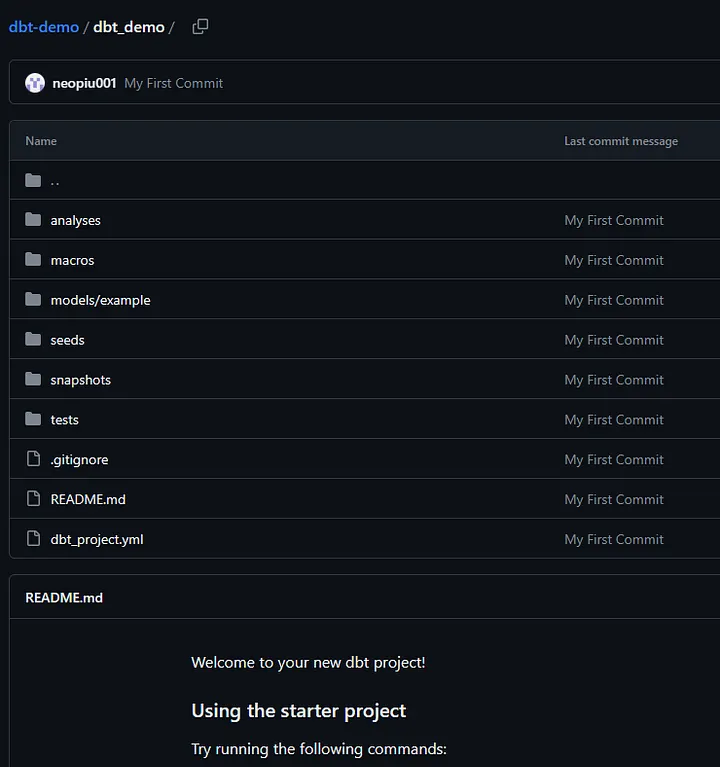 dbt-demo / dbt_demo /
neopiu001 My First Commit
Name Last commit message
..
analyses My First Commit
macros My First Commit
models/example My First Commit
seeds My First Commit
snapshots My First Commit
tests My First Commit
.gitignore My First Commit
README.md My First Commit
dbt_project.yml My First Commit
README.md
Welcome to your new dbt project!
Using the starter project
Try running the following commands: